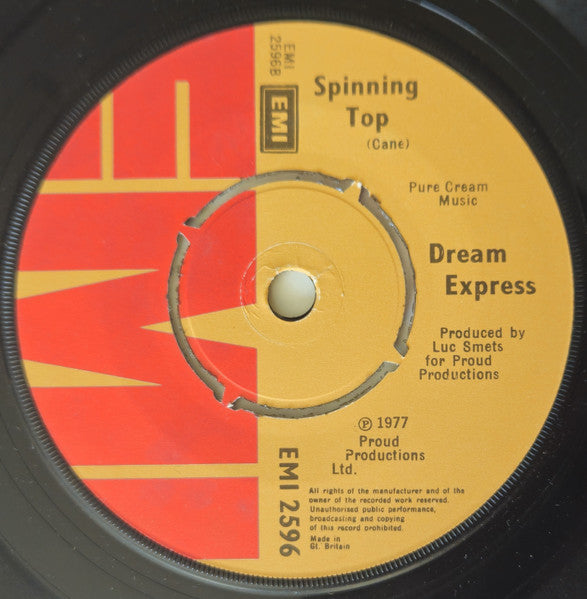 EMI
2596B
EMI
Spinning
Top
(Cane)
Pure Cream
Music
Dream
Express
Produced by
Luc Smets
for Proud
Productions
℗ 1977
Proud
Productions
Ltd.
EMI 2596
All rights of the manufacturer and of the
owner of the recorded work reserved.
Unauthorised public performance,
broadcasting and copying
of this record prohibited.
Made in
Gt. Britain
EMI